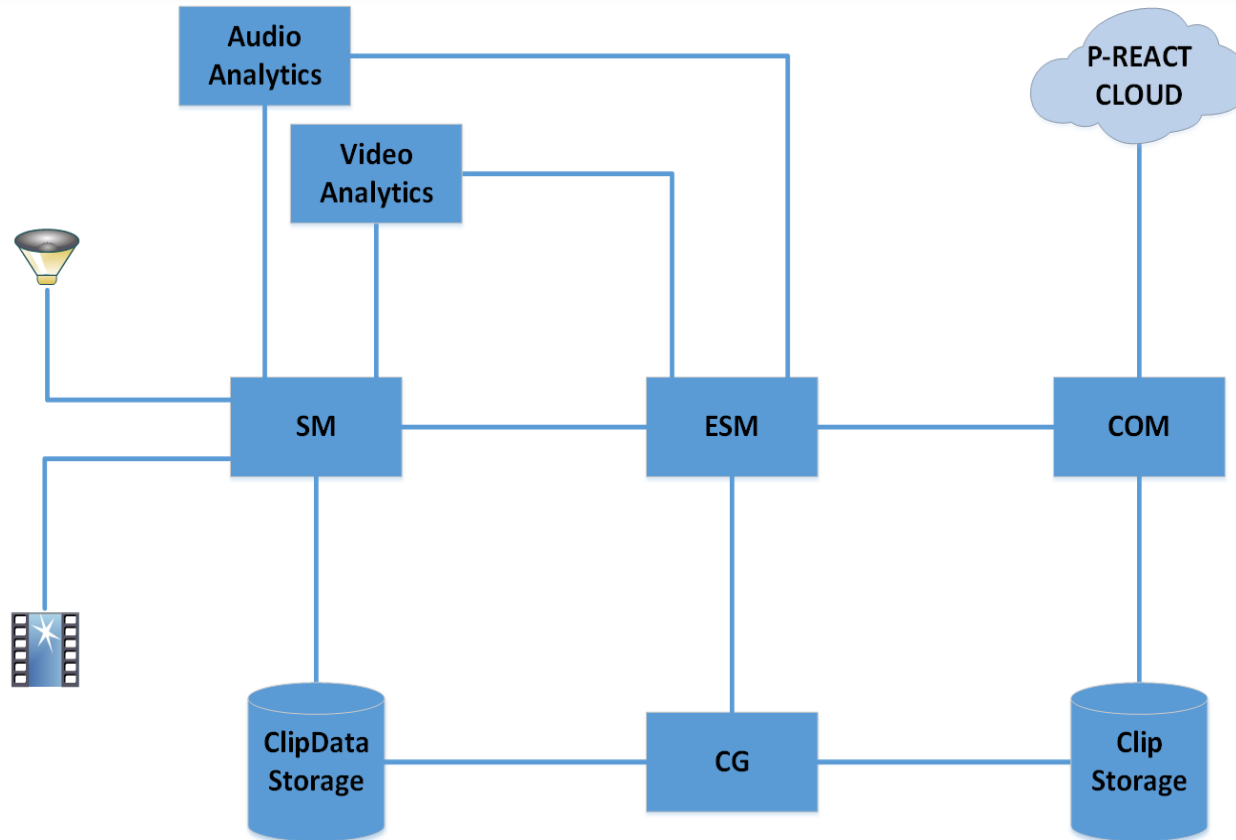 Audio
Analytics
P-REACT
CLOUD
Video
Analytics
SM
ESM
COM
ClipData
Storage
CG
Clip
Storage